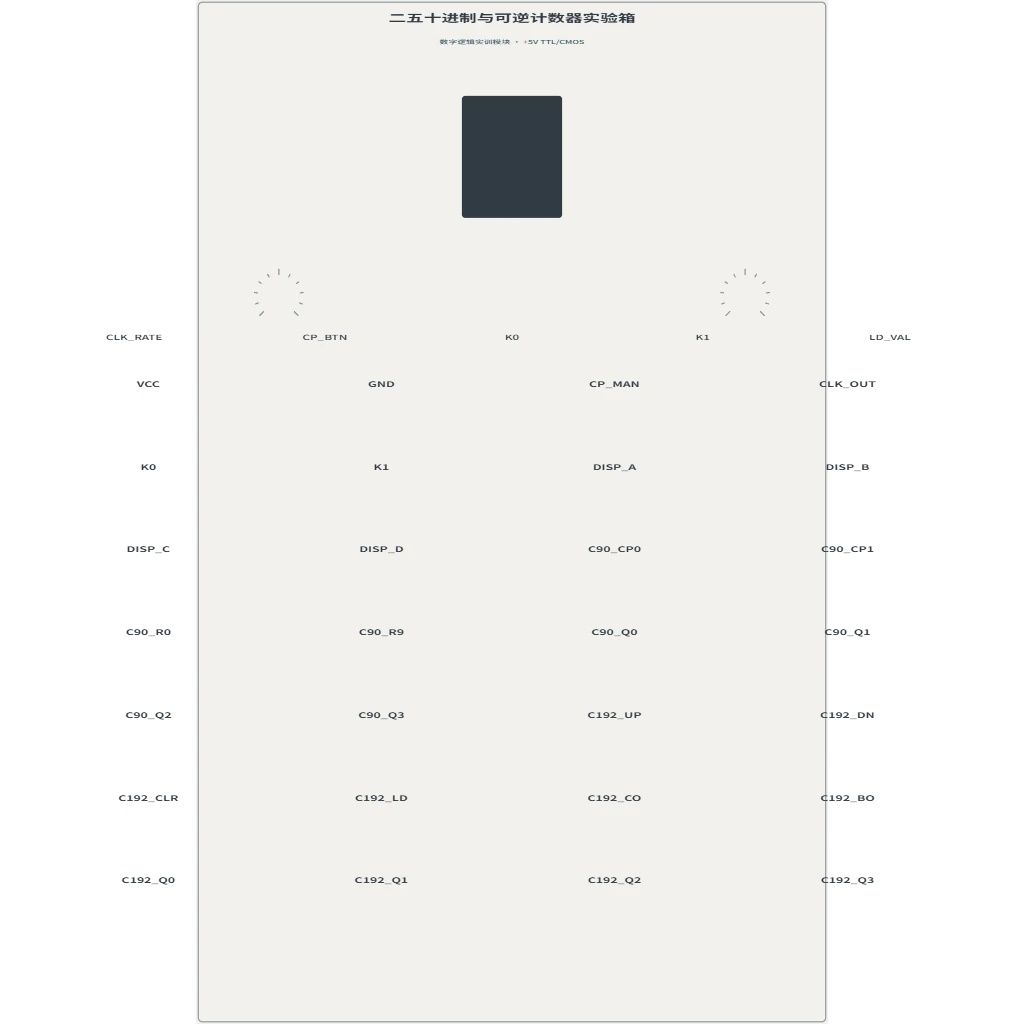 二五十进制与可逆计数器实验箱
数字逻辑实训模块 · +5V TTL/CMOS
CLK_RATE CP_BTN K0 K1 LD_VAL
VCC GND CP_MAN CLK_OUT
K0 K1 DISP_A DISP_B
DISP_C DISP_D C90_CP0 C90_CP1
C90_R0 C90_R9 C90_Q0 C90_Q1
C90_Q2 C90_Q3 C192_UP C192_DN
C192_CLR C192_LD C192_CO C192_BO
C192_Q0 C192_Q1 C192_Q2 C192_Q3